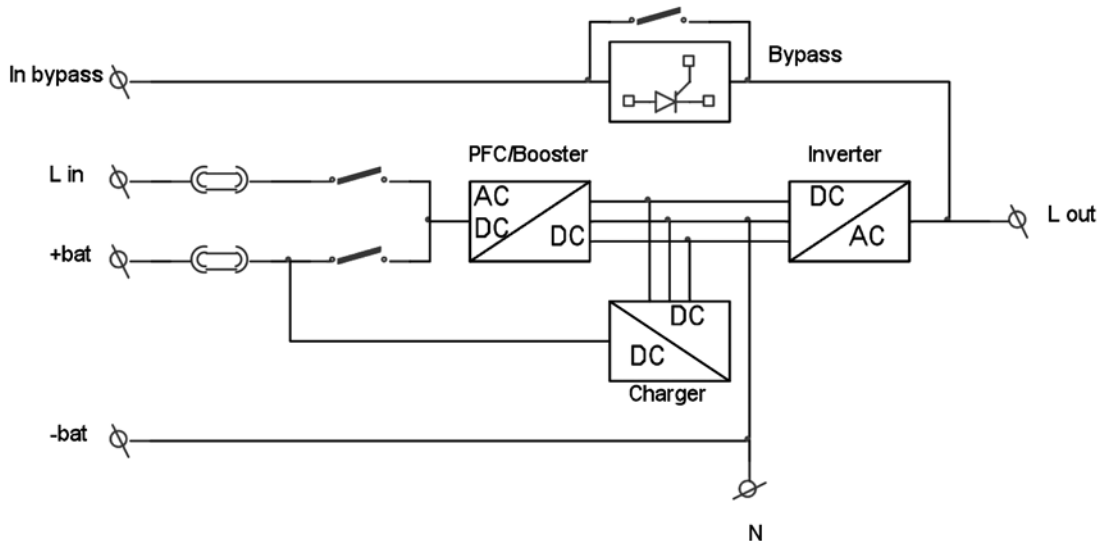 In bypass
Bypass
L in
PFC/Booster
Inverter
AC
DC
DC
DC
AC
L out
+bat
DC
DC
Charger
-bat
N